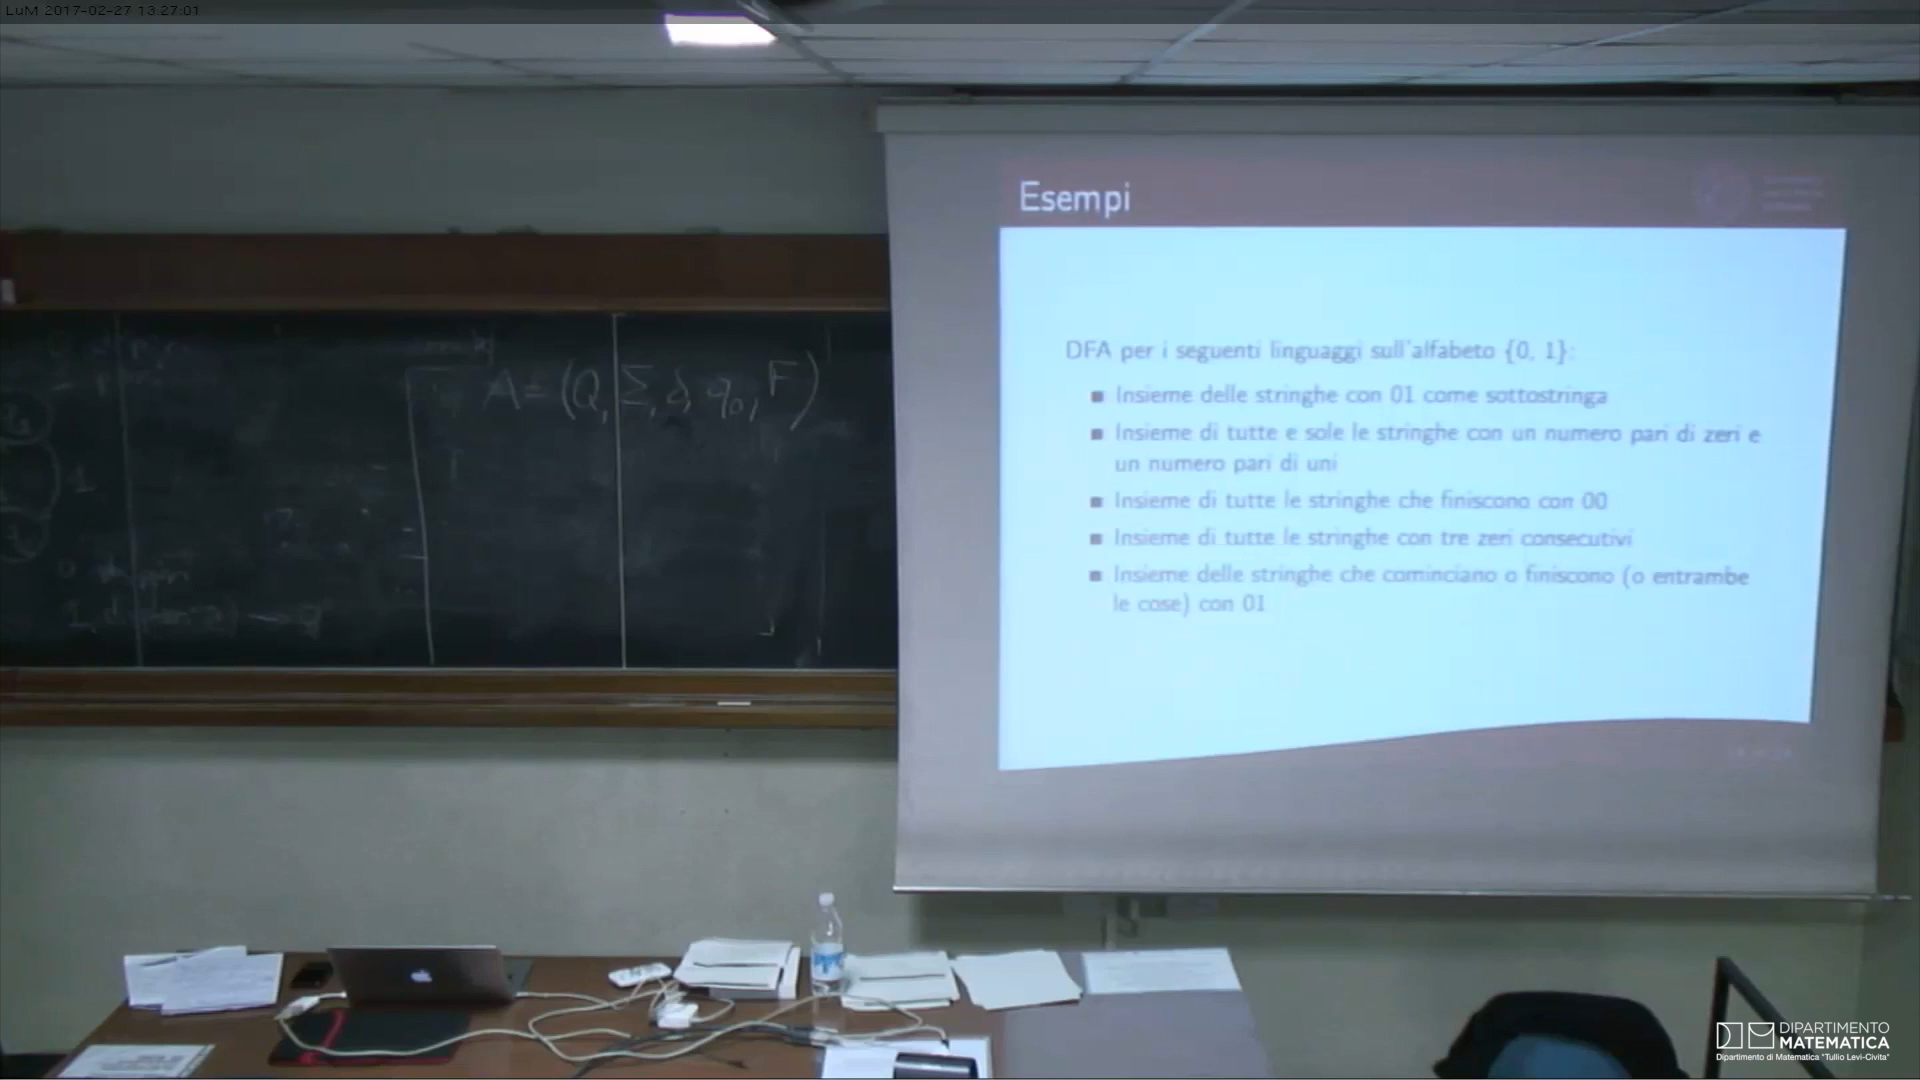 LuM 2017-02-27 13:27:01
Esempi
A=(Q, Σ, δ, q₀, F)
DFA per i seguenti linguaggi sull'alfabeto {0, 1}:
■ Insieme delle stringhe con 01 come sottostringa
■ Insieme di tutte e sole le stringhe con un numero pari di zeri e
un numero pari di uni
■ Insieme di tutte le stringhe che finiscono con 00
■ Insieme di tutte le stringhe con tre zeri consecutivi
■ Insieme delle stringhe che cominciano o finiscono (o entrambe
le cose) con 01
DIPARTIMENTO
MATEMATICA
Dipartimento di Matematica "Tullio Levi-Civita"